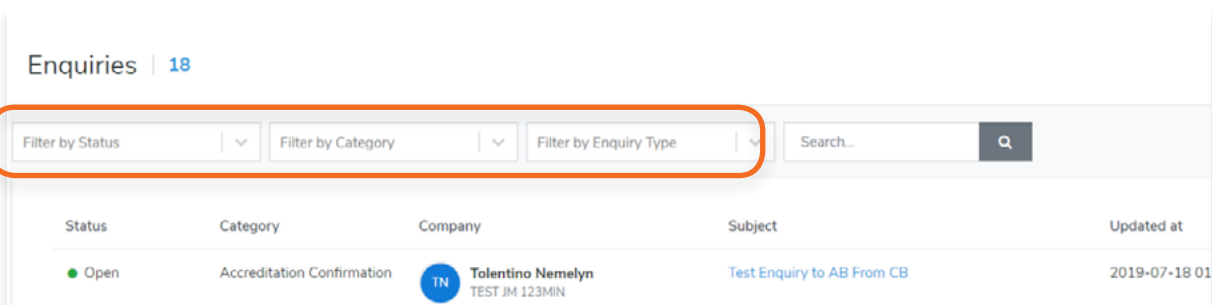 Enquiries 18
Filter by Status Filter by Category Filter by Enquiry Type Search...
Status Category Company Subject Updated at
Open Accreditation Confirmation TN Tolentino Nemelyn Test Enquiry to AB From CB 2019-07-18 01
TEST JM 123MIN